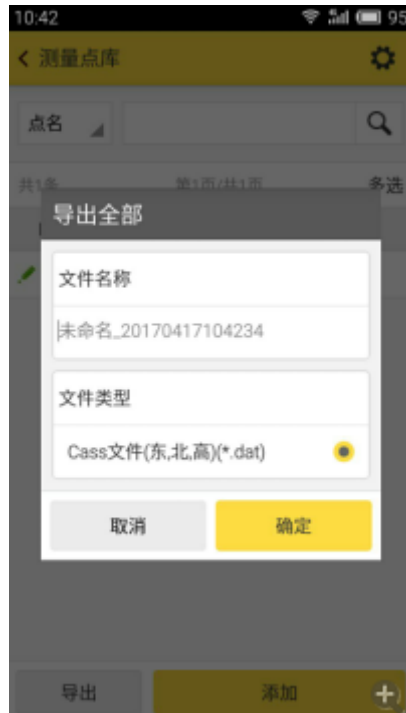 10:42 95
测量点库
点名
共1条 第1页/共1页 多选
导出全部
文件名称
未命名_20170417104234
文件类型
Cass文件(东,北,高)(*.dat)
取消 确定
导出 添加